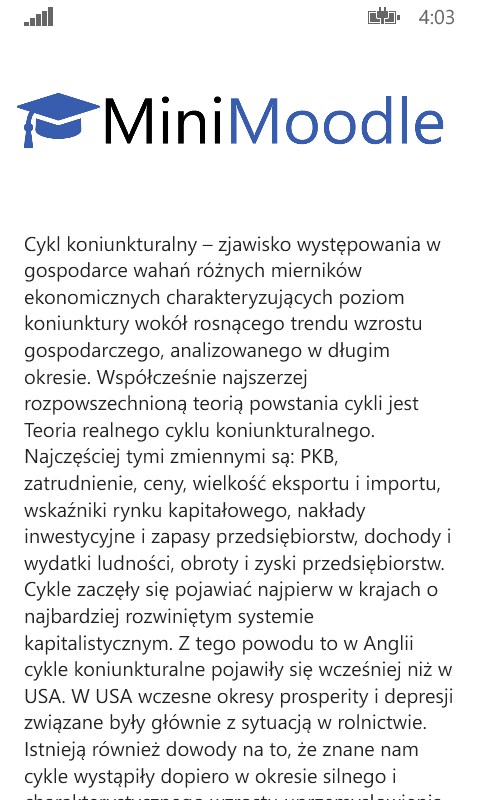 4:03
MiniMoodle
Cykl koniunkturalny – zjawisko występowania w
gospodarce wahań różnych mierników
ekonomicznych charakteryzujących poziom
koniunktury wokół rosnącego trendu wzrostu
gospodarczego, analizowanego w długim
okresie. Współcześnie najszerzej
rozpowszechnioną teorią powstania cykli jest
Teoria realnego cyklu koniunkturalnego.
Najczęściej tymi zmiennymi są: PKB,
zatrudnienie, ceny, wielkość eksportu i importu,
wskaźniki rynku kapitałowego, nakłady
inwestycyjne i zapasy przedsiębiorstw, dochody i
wydatki ludności, obroty i zyski przedsiębiorstw.
Cykle zaczęły się pojawiać najpierw w krajach o
najbardziej rozwiniętym systemie
kapitalistycznym. Z tego powodu to w Anglii
cykle koniunkturalne pojawiły się wcześniej niż w
USA. W USA wczesne okresy prosperity i depresji
związane były głównie z sytuacją w rolnictwie.
Istnieją również dowody na to, że znane nam
cykle wystąpiły dopiero w okresie silnego i